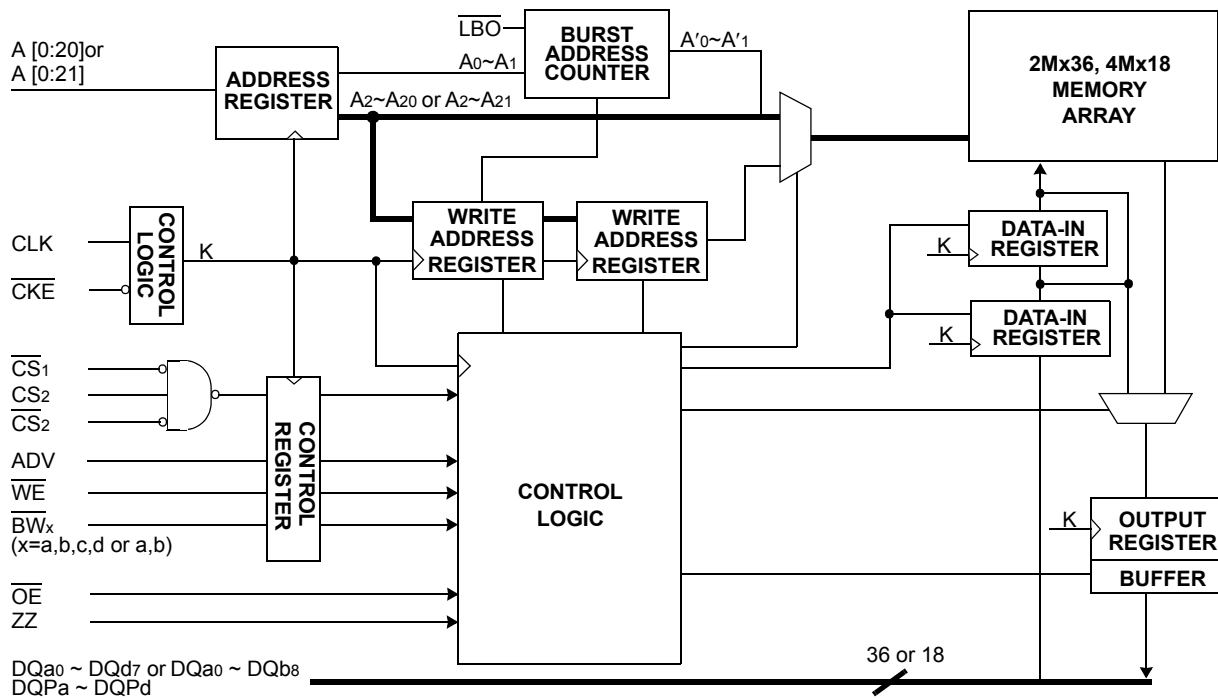 LBO
BURST
ADDRESS
COUNTER
A'0~A'1
A [0:20]or
A [0:21]
ADDRESS
REGISTER
A0~A1
A2~A20 or A2~A21
2Mx36, 4Mx18
MEMORY
ARRAY
WRITE
ADDRESS
REGISTER
WRITE
ADDRESS
REGISTER
DATA-IN
REGISTER
K
DATA-IN
REGISTER
K
CLK
CKE
CONTROL
LOGIC
K
CS1
CS2
CS2
ADV
WE
BWx
(x=a,b,c,d or a,b)
OE
ZZ
CONTROL
REGISTER
CONTROL
LOGIC
K
OUTPUT
REGISTER
BUFFER
36 or 18
DQa0 ~ DQd7 or DQa0 ~ DQb8
DQPa ~ DQPd